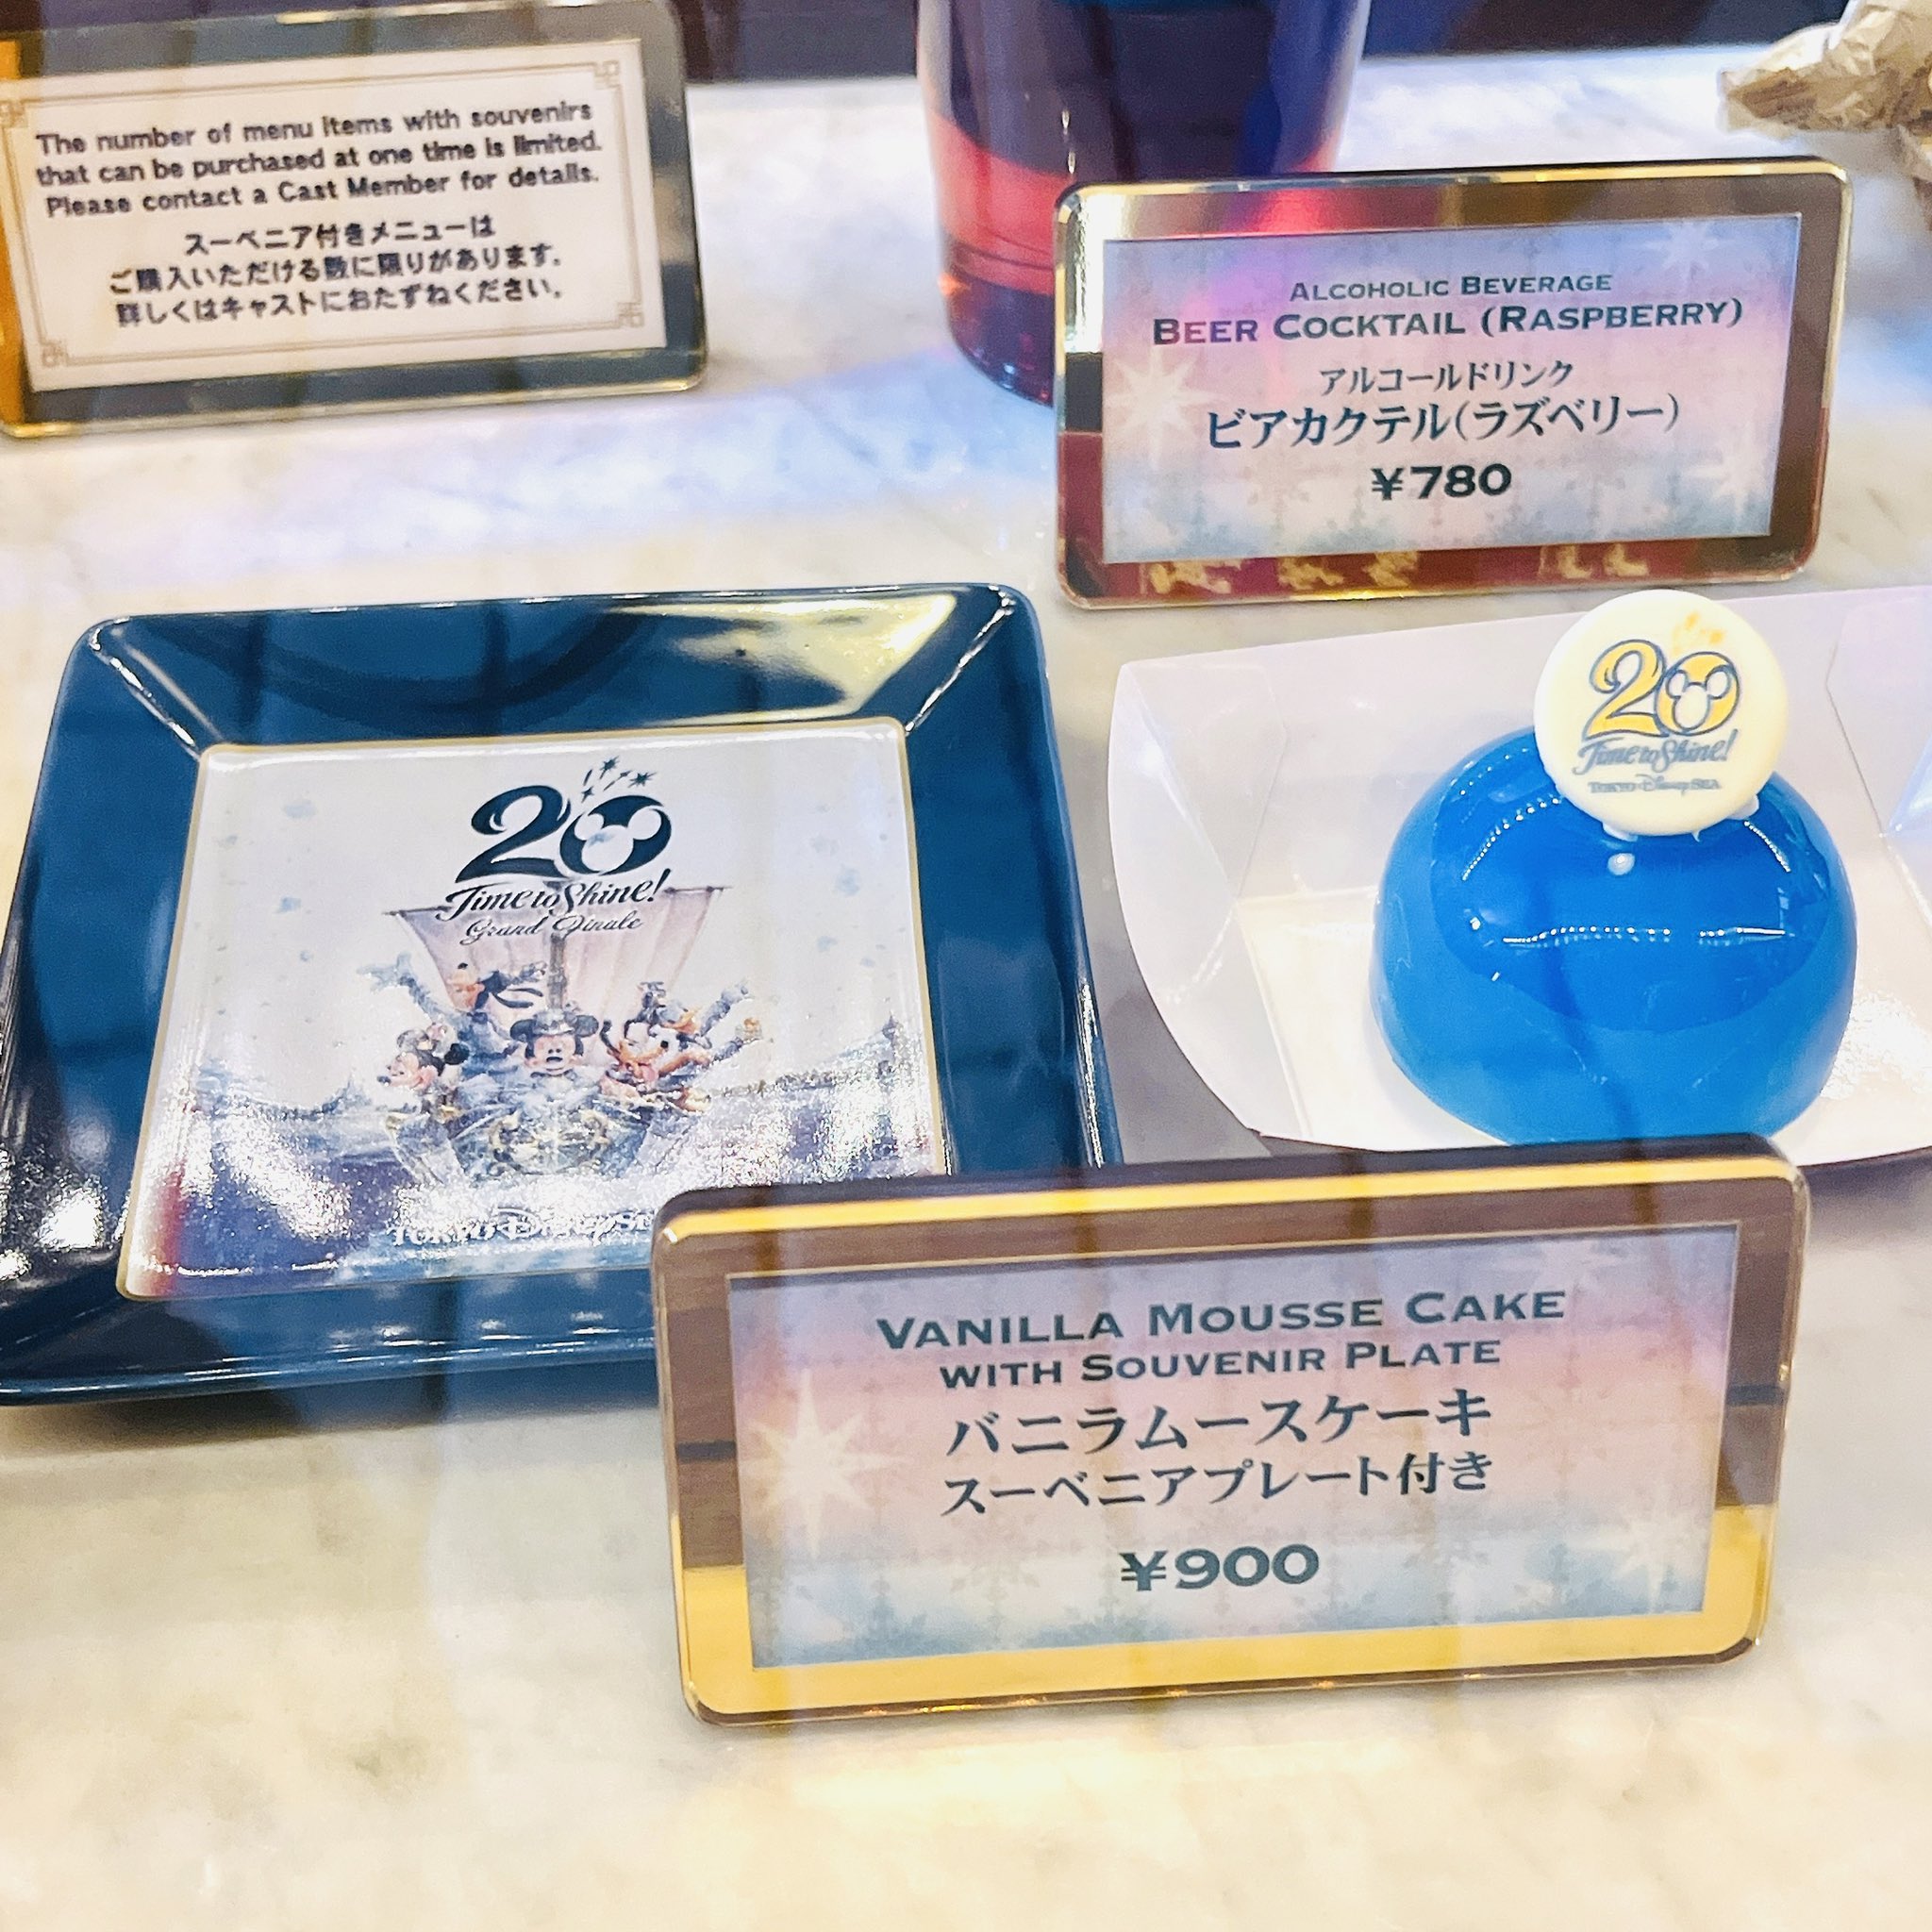 The number of menu items with souvenirs
that can be purchased at one time is limited.
Please contact a Cast Member for details.
スーベニア付きメニューは
ご購入いただける数に限りがあります。
詳しくはキャストにおたずねください。
ALCOHOLIC BEVERAGE
BEER COCKTAIL (RASPBERRY)
アルコールドリンク
ビアカクテル(ラズベリー)
¥780
20
Time to Shine!
Grand Finale
TOKYO DisneySEA
20
Time to Shine!
TOKYO DisneySEA
VANILLA MOUSSE CAKE
WITH SOUVENIR PLATE
バニラムースケーキ
スーベニアプレート付き
¥900